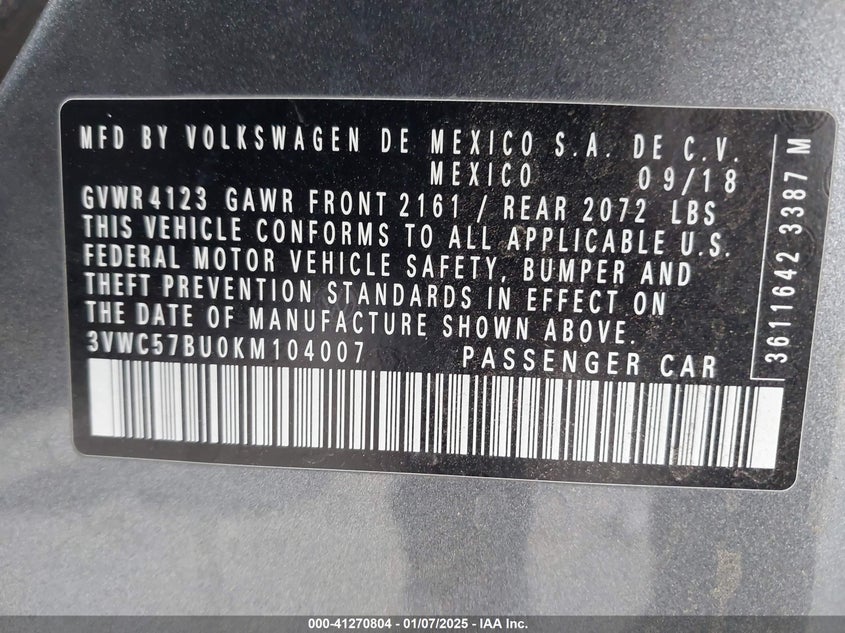 MFD BY VOLKSWAGEN DE MEXICO S.A. DE C.V.
MEXICO 09/18
GVWR 4123 GAWR FRONT 2161 / REAR 2072 LBS
THIS VEHICLE CONFORMS TO ALL APPLICABLE U.S.
FEDERAL MOTOR VEHICLE SAFETY, BUMPER AND
THEFT PREVENTION STANDARDS IN EFFECT ON
THE DATE OF MANUFACTURE SHOWN ABOVE.
3VWC57BU0KM104007 PASSENGER CAR
3611642 3387 M
000-41270804 - 01/07/2025 - IAA Inc.